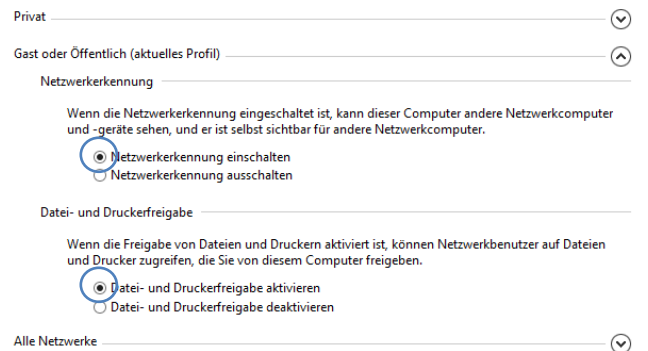 Privat
Gast oder Öffentlich (aktuelles Profil)
Netzwerkerkennung
Wenn die Netzwerkerkennung eingeschaltet ist, kann dieser Computer andere Netzwerkcomputer
und -geräte sehen, und er ist selbst sichtbar für andere Netzwerkcomputer.
Netzwerkerkennung einschalten
Netzwerkerkennung ausschalten
Datei- und Druckerfreigabe
Wenn die Freigabe von Dateien und Druckern aktiviert ist, können Netzwerkbenutzer auf Dateien
und Drucker zugreifen, die Sie von diesem Computer freigeben.
Datei- und Druckerfreigabe aktivieren
Datei- und Druckerfreigabe deaktivieren
Alle Netzwerke